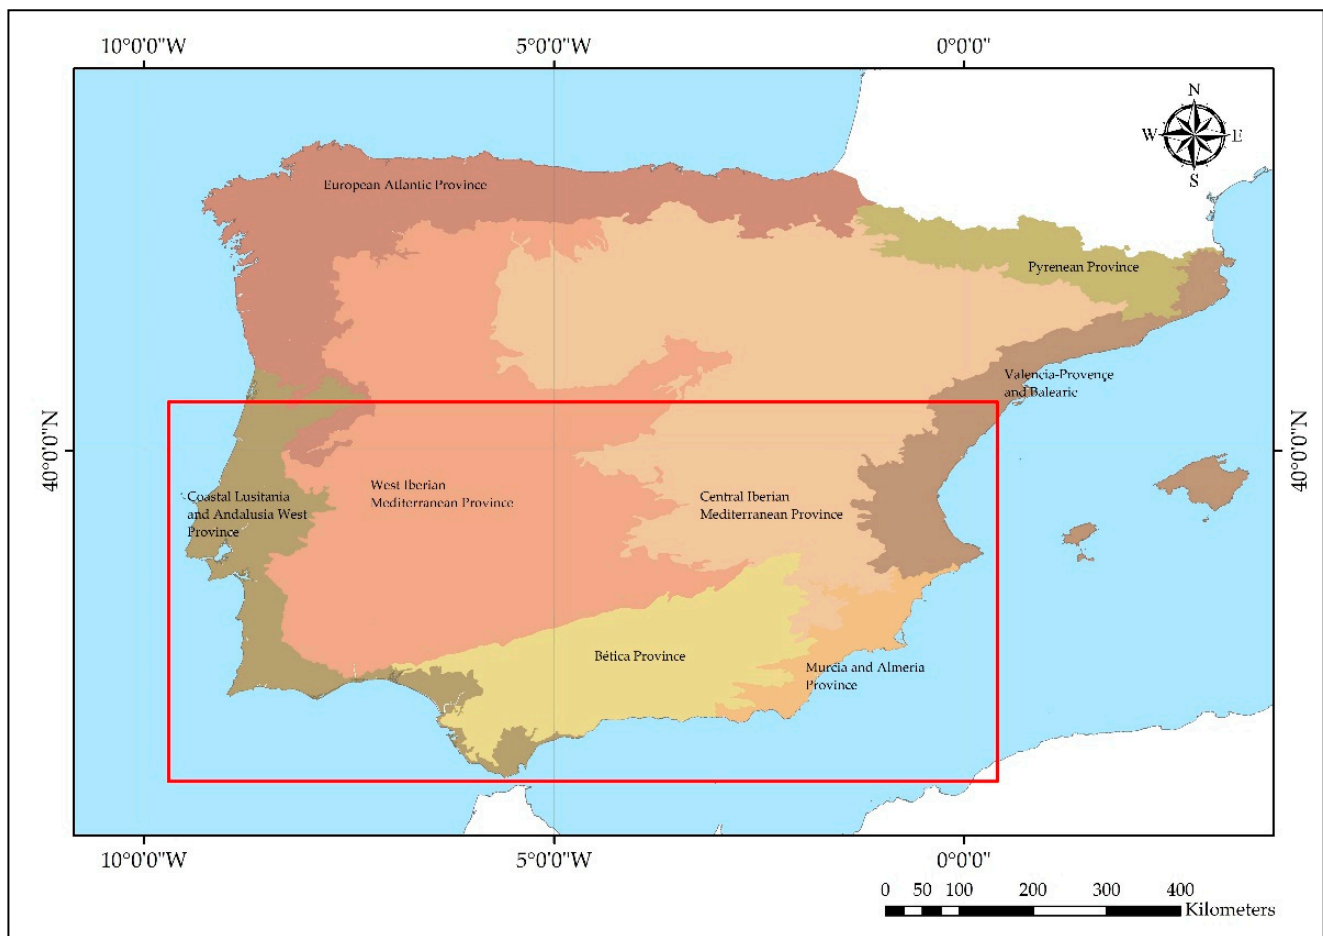 10°0'0"W
5°0'0"W
0°0'0"
N
W
E
S
European Atlantic Province
Pyrenean Province
Valencia-Provençe
and Balearic
40°0'0"N
40°0'0"N
West Iberian
Mediterranean Province
Central Iberian
Mediterranean Province
Coastal Lusitania
and Andalusia West
Province
Bética Province
Murcia and Almeria
Province
10°0'0"W
5°0'0"W
0°0'0"
0 50 100 200 300 400
Kilometers